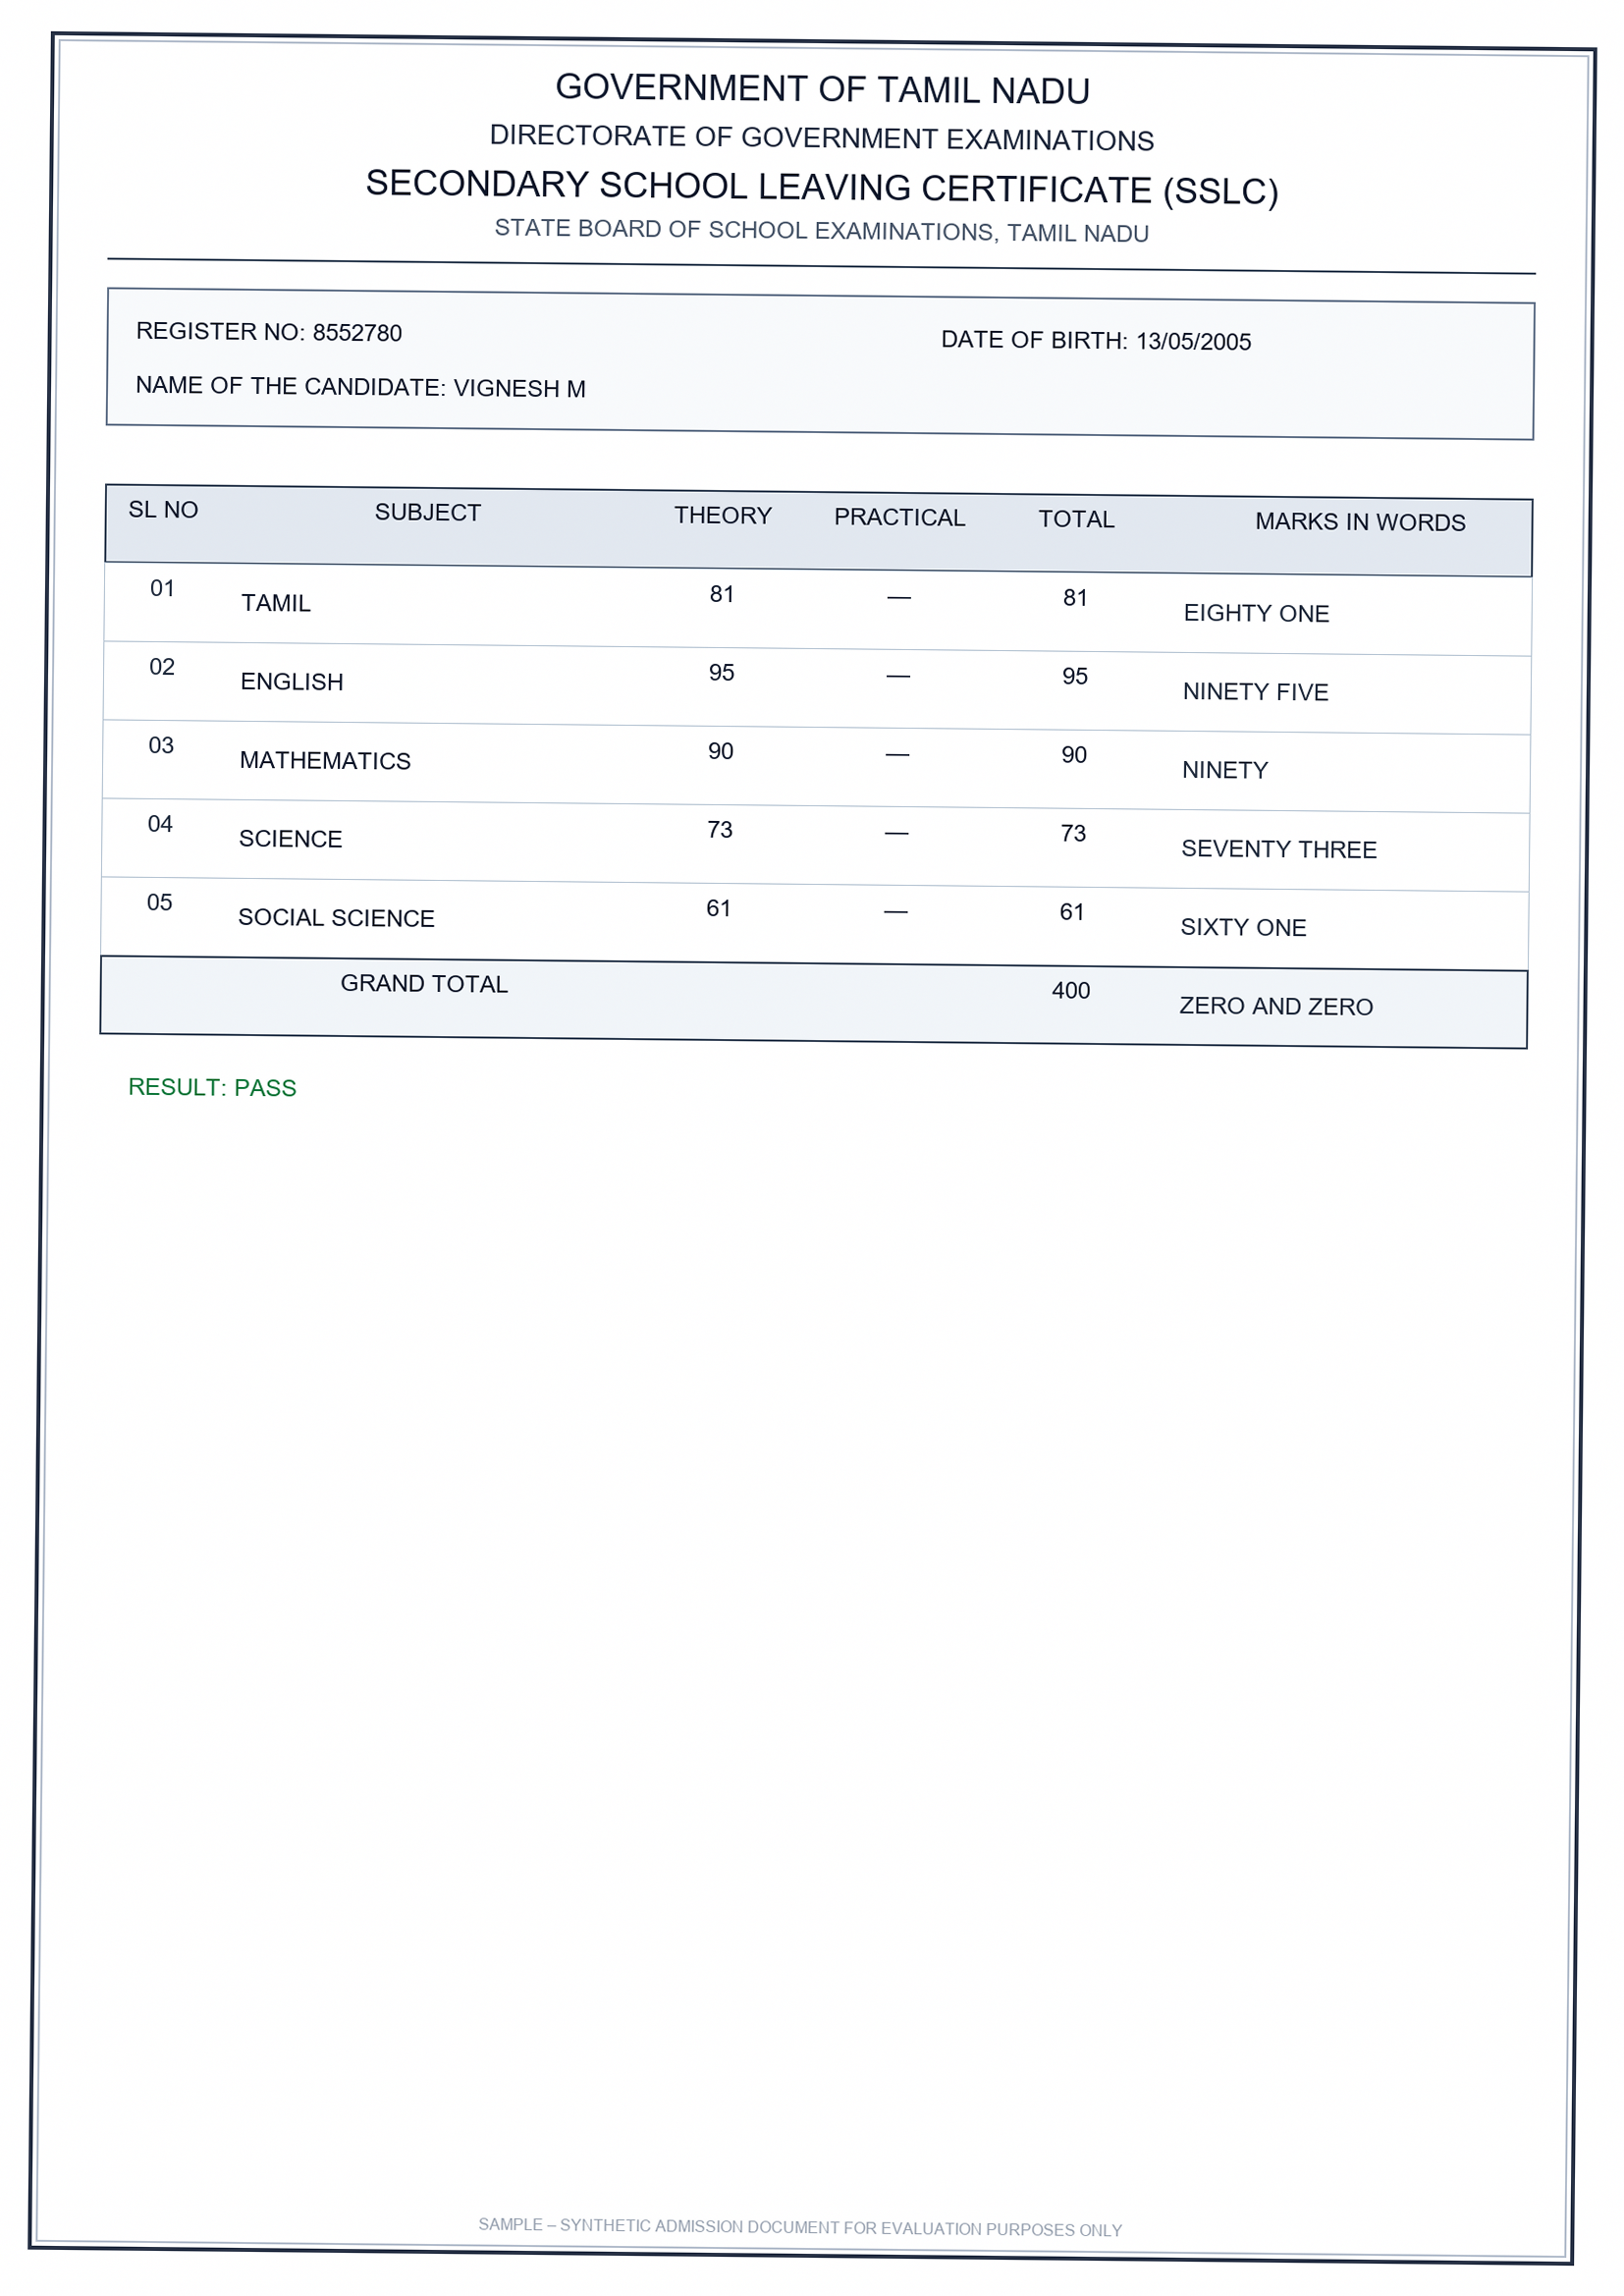 GOVERNMENT OF TAMIL NADU
DIRECTORATE OF GOVERNMENT EXAMINATIONS
SECONDARY SCHOOL LEAVING CERTIFICATE (SSLC)
STATE BOARD OF SCHOOL EXAMINATIONS, TAMIL NADU
REGISTER NO: 8552780 DATE OF BIRTH: 13/05/2005
NAME OF THE CANDIDATE: VIGNESH M
SL NO SUBJECT THEORY PRACTICAL TOTAL MARKS IN WORDS
01 TAMIL 81 — 81 EIGHTY ONE
02 ENGLISH 95 — 95 NINETY FIVE
03 MATHEMATICS 90 — 90 NINETY
04 SCIENCE 73 — 73 SEVENTY THREE
05 SOCIAL SCIENCE 61 — 61 SIXTY ONE
GRAND TOTAL 400 ZERO AND ZERO
RESULT: PASS
SAMPLE – SYNTHETIC ADMISSION DOCUMENT FOR EVALUATION PURPOSES ONLY